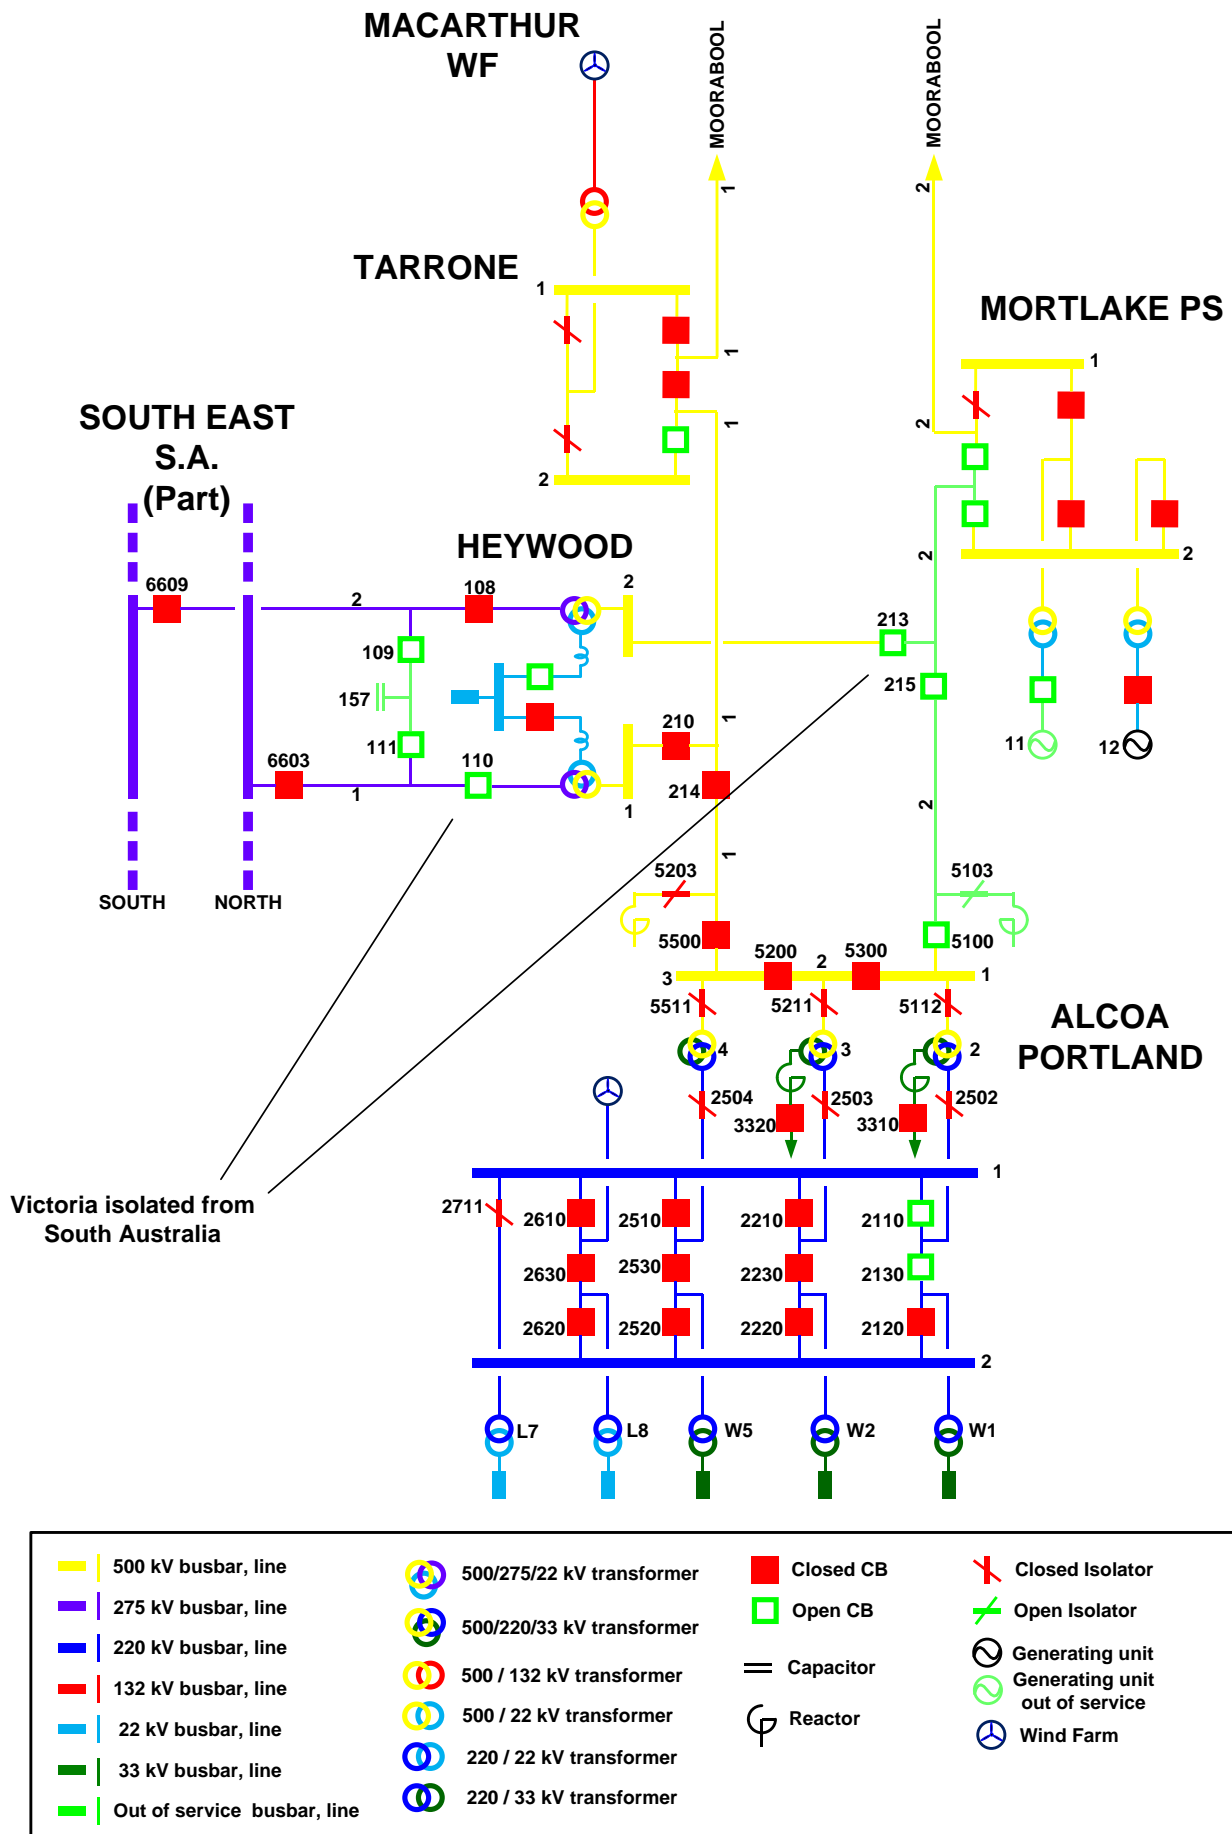 MACARTHUR
WF
MOORABOOL
MOORABOOL
1
2
TARRONE
1
MORTLAKE PS
1
1
2
1
2
2
SOUTH EAST
S.A.
(Part)
HEYWOOD
2
6609
2
108
2
213
109
215
157
1
210
11
12
111
110
6603
1
214
1
2
1
5203
5103
SOUTH
NORTH
5500
5200
2
5300
5100
3
1
5511
5211
5112
ALCOA
PORTLAND
4
3
2
2504
2503
2502
3320
3310
1
Victoria isolated from
South Australia
2711
2610
2510
2210
2110
2630
2530
2230
2130
2620
2520
2220
2120
2
L7
L8
W5
W2
W1
500 kV busbar, line
275 kV busbar, line
220 kV busbar, line
132 kV busbar, line
22 kV busbar, line
33 kV busbar, line
Out of service busbar, line
500/275/22 kV transformer
500/220/33 kV transformer
500 / 132 kV transformer
500 / 22 kV transformer
220 / 22 kV transformer
220 / 33 kV transformer
Closed CB
Open CB
Capacitor
Reactor
Closed Isolator
Open Isolator
Generating unit
Generating unit
out of service
Wind Farm